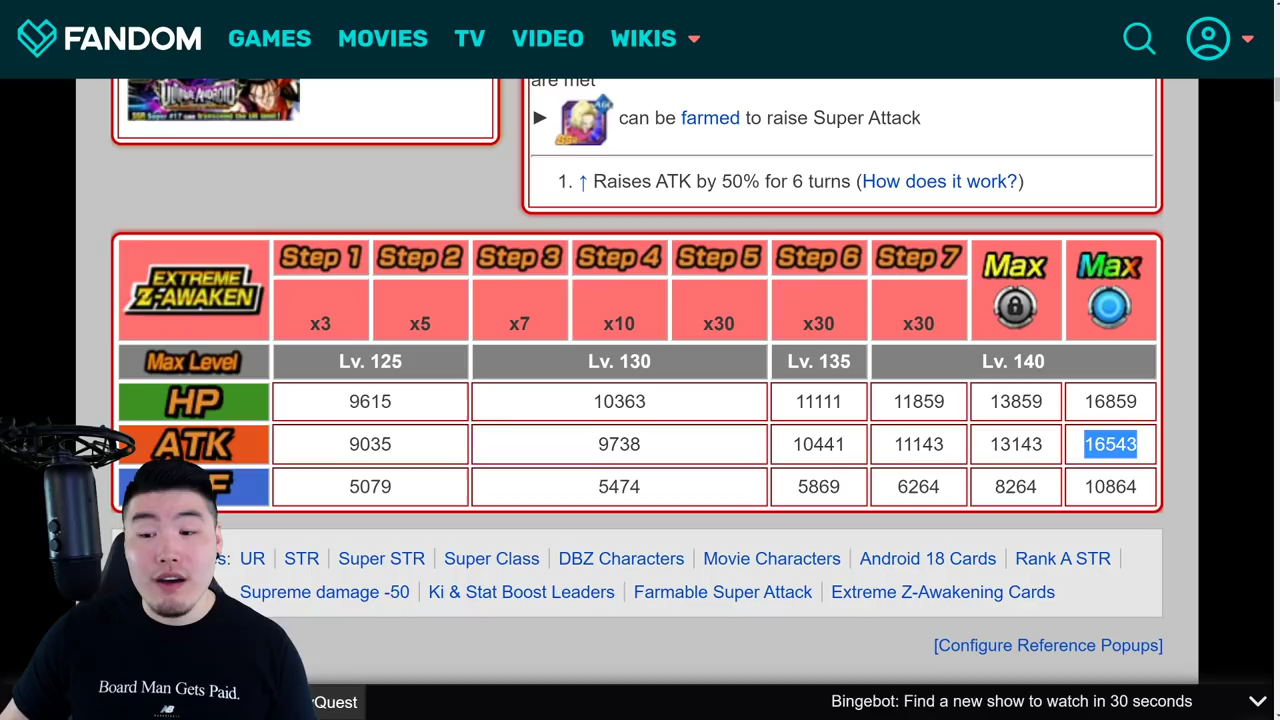 FANDOM GAMES MOVIES TV VIDEO WIKIS
are met
can be farmed to raise Super Attack
1. ↑ Raises ATK by 50% for 6 turns (How does it work?)
EXTREME Z-AWAKEN Step 1 Step 2 Step 3 Step 4 Step 5 Step 6 Step 7 Max Max
x3 x5 x7 x10 x30 x30 x30
Max Level Lv. 125 Lv. 130 Lv. 135 Lv. 140
HP 9615 10363 11111 11859 13859 16859
ATK 9035 9738 10441 11143 13143 16543
F 5079 5474 5869 6264 8264 10864
s: UR STR Super STR Super Class DBZ Characters Movie Characters Android 18 Cards Rank A STR
Supreme damage -50 Ki & Stat Boost Leaders Farmable Super Attack Extreme Z-Awakening Cards
[Configure Reference Popups]
Board Man Gets Paid.
yQuest Bingebot: Find a new show to watch in 30 seconds